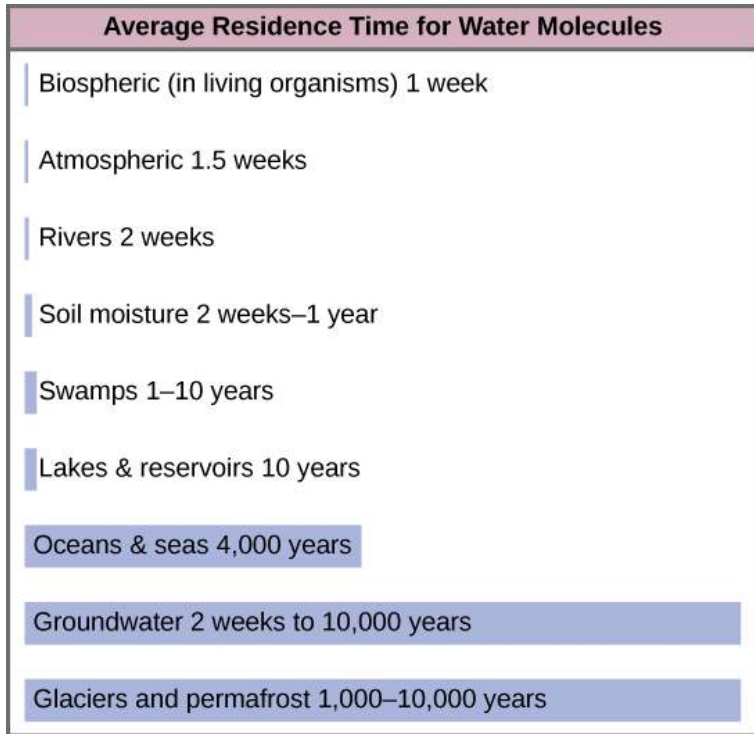 Average Residence Time for Water Molecules
Biospheric (in living organisms) 1 week
Atmospheric 1.5 weeks
Rivers 2 weeks
Soil moisture 2 weeks–1 year
Swamps 1–10 years
Lakes & reservoirs 10 years
Oceans & seas 4,000 years
Groundwater 2 weeks to 10,000 years
Glaciers and permafrost 1,000–10,000 years